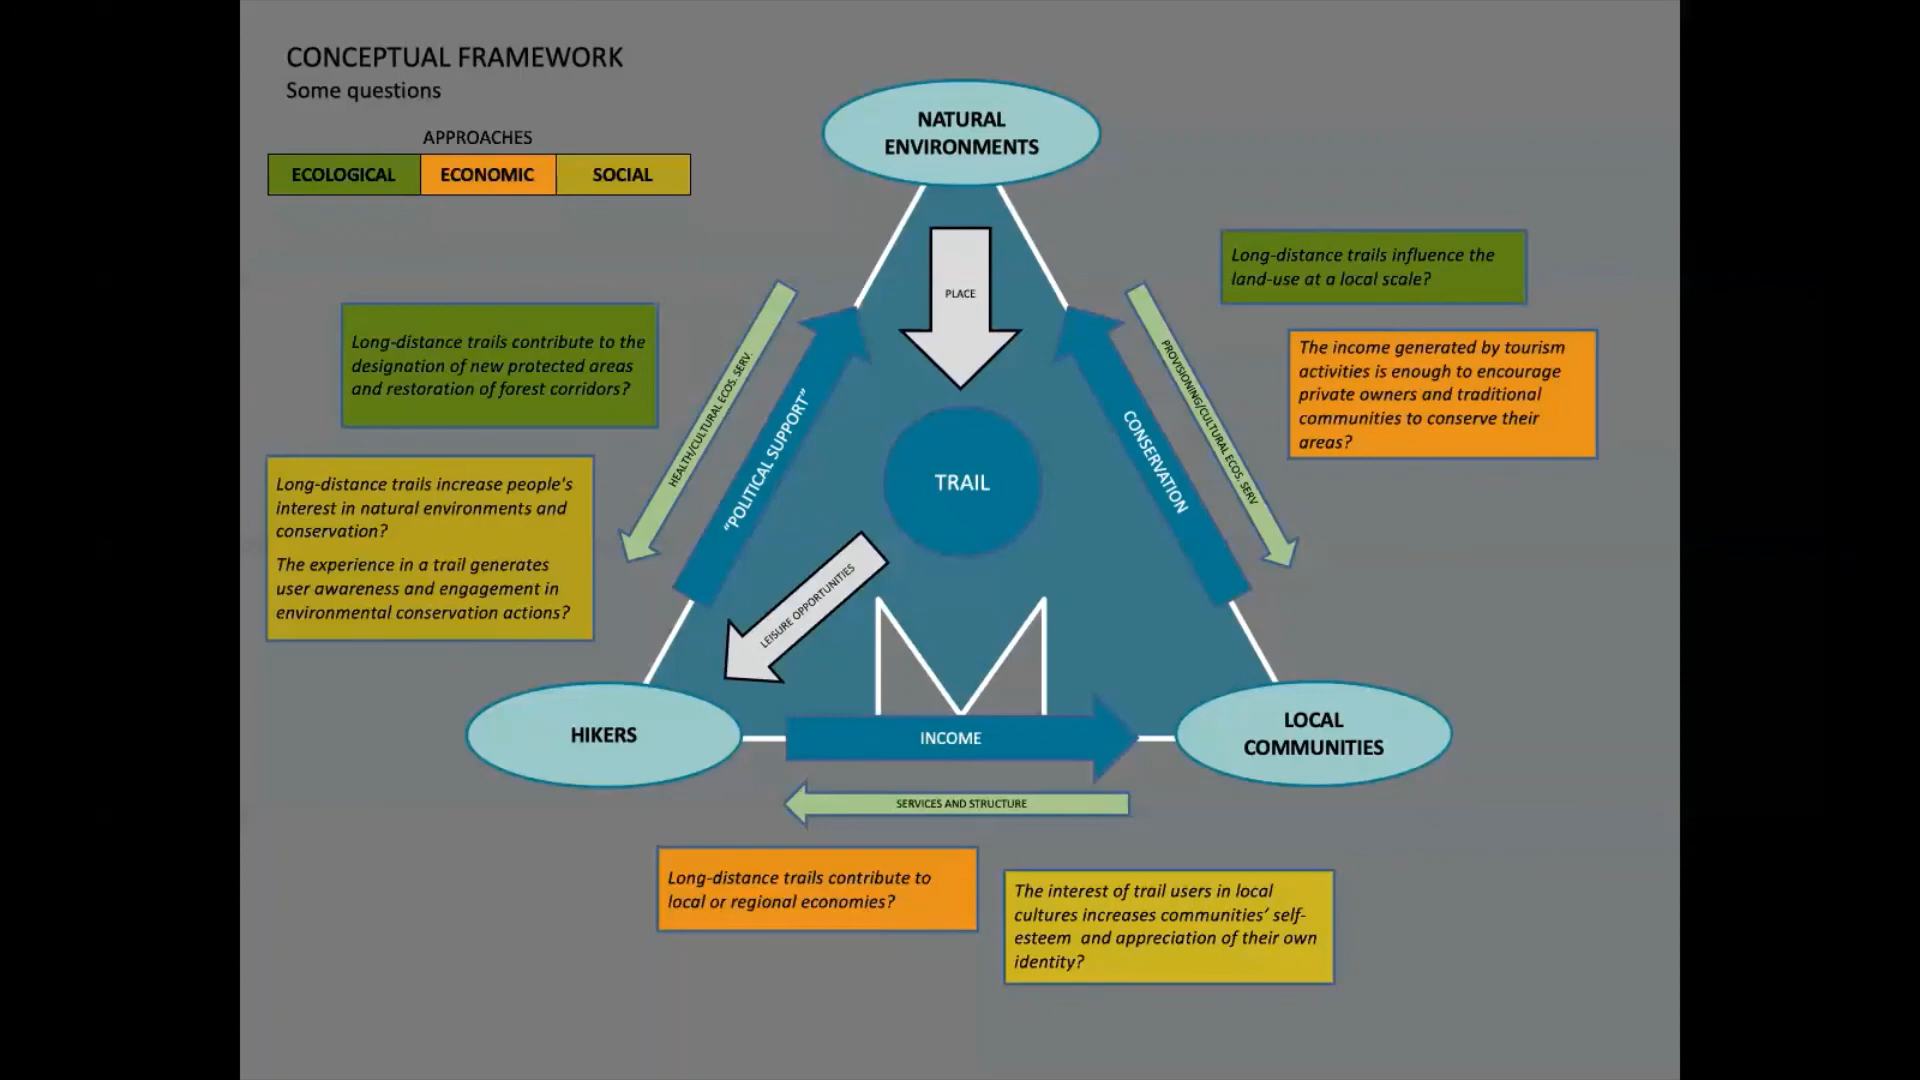 CONCEPTUAL FRAMEWORK
Some questions
APPROACHES
ECOLOGICAL ECONOMIC SOCIAL
NATURAL
ENVIRONMENTS
PLACE
Long-distance trails influence the
land-use at a local scale?
Long-distance trails contribute to the
designation of new protected areas
and restoration of forest corridors?
The income generated by tourism
activities is enough to encourage
private owners and traditional
communities to conserve their
areas?
HEALTH/CULTURAL ECOS. SERV.
"POLITICAL SUPPORT"
TRAIL
CONSERVATION
PROVISIONING/CULTURAL ECOS. SERV
Long-distance trails increase people's
interest in natural environments and
conservation?
The experience in a trail generates
user awareness and engagement in
environmental conservation actions?
LEISURE OPPORTUNITIES
HIKERS
INCOME
LOCAL
COMMUNITIES
SERVICES AND STRUCTURE
Long-distance trails contribute to
local or regional economies?
The interest of trail users in local
cultures increases communities' self-
esteem and appreciation of their own
identity?